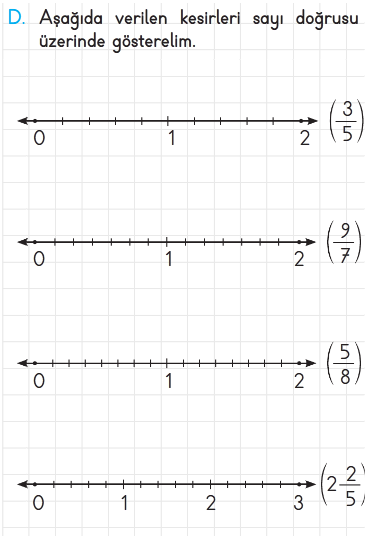 D. Aşağıda verilen kesirleri sayı doğrusu
üzerinde gösterelim.
0 1 2 (3/5)
0 1 2 (9/7)
0 1 2 (5/8)
0 1 2 3 (2 2/5)